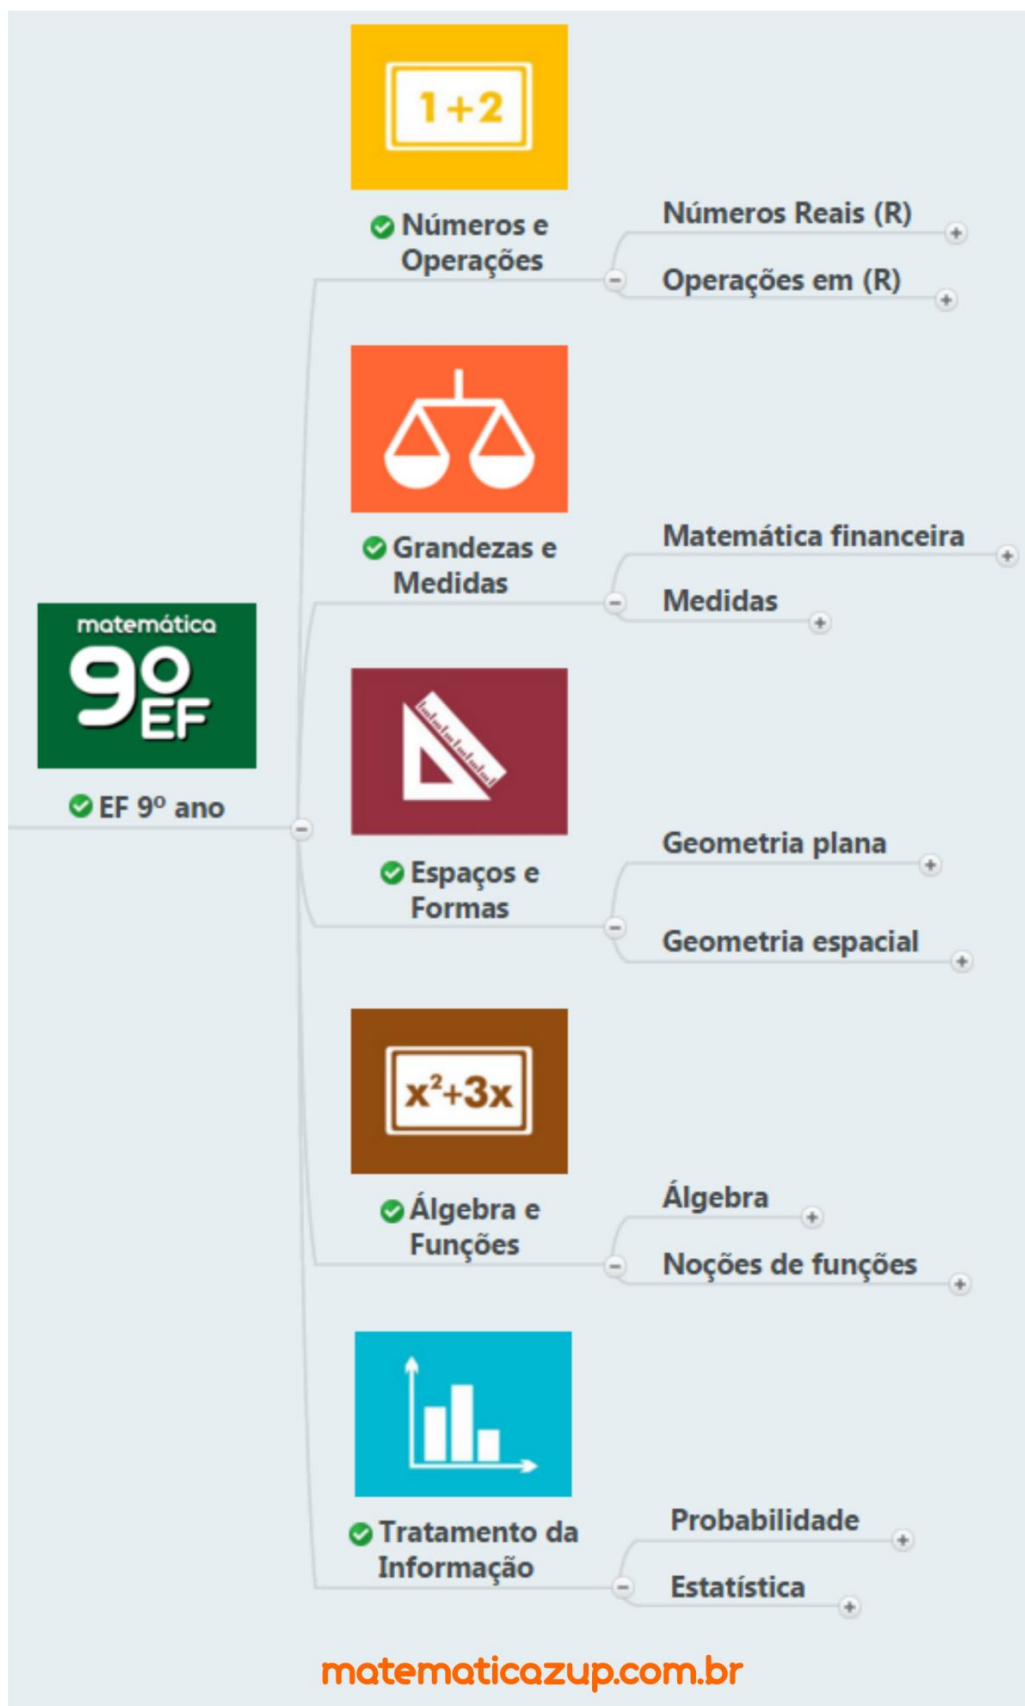 1+2
Números e
Operações
Números Reais (R)
Operações em (R)
Grandezas e
Medidas
Matemática financeira
Medidas
matemática
9º
EF
EF 9º ano
Espaços e
Formas
Geometria plana
Geometria espacial
x²+3x
Álgebra e
Funções
Álgebra
Noções de funções
Tratamento da
Informação
Probabilidade
Estatística
matematicazup.com.br